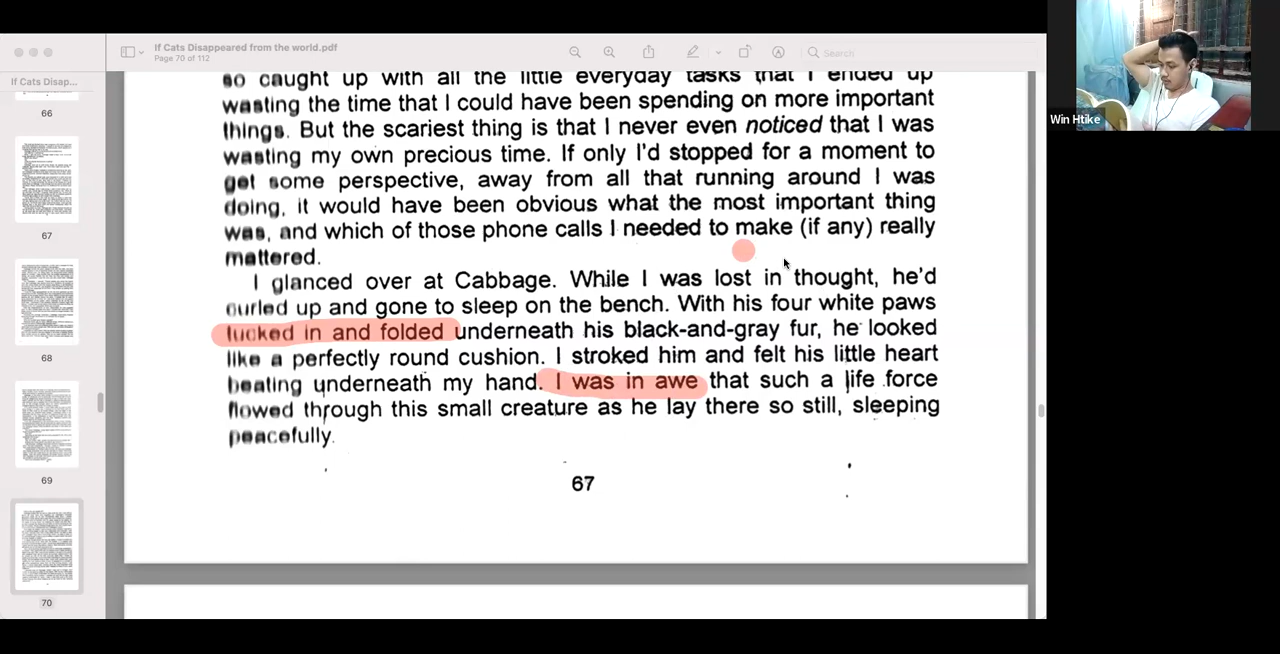 If Cats Disappeared from the world.pdf
Page 70 of 112
Search
If Cats Disap...
66
67
68
69
70
so caught up with all the little everyday tasks that I ended up
wasting the time that I could have been spending on more important
things. But the scariest thing is that I never even noticed that I was
wasting my own precious time. If only I'd stopped for a moment to
get some perspective, away from all that running around I was
doing, it would have been obvious what the most important thing
was, and which of those phone calls I needed to make (if any) really
mattered.
I glanced over at Cabbage. While I was lost in thought, he'd
curled up and gone to sleep on the bench. With his four white paws
tucked in and folded underneath his black-and-gray fur, he looked
like a perfectly round cushion. I stroked him and felt his little heart
beating underneath my hand. I was in awe that such a life force
flowed through this small creature as he lay there so still, sleeping
peacefully.
67
Win Htike